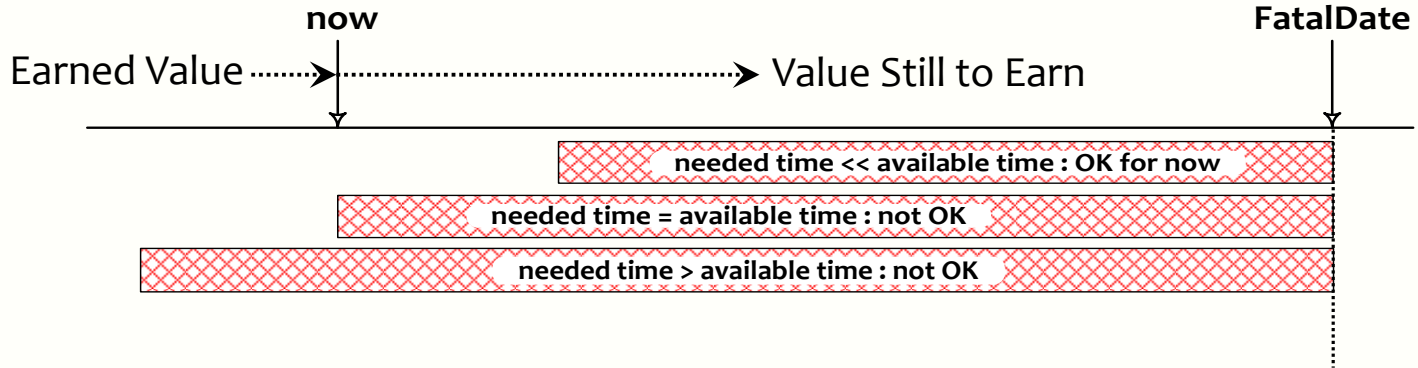 now
FatalDate
Earned Value
Value Still to Earn
needed time << available time : OK for now
needed time = available time : not OK
needed time > available time : not OK